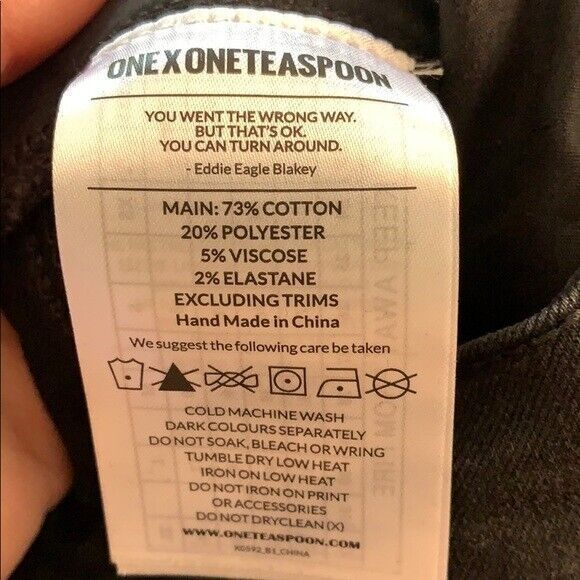 ONEXONETEASPOON
YOU WENT THE WRONG WAY.
BUT THAT'S OK.
YOU CAN TURN AROUND.
- Eddie Eagle Blakey
MAIN: 73% COTTON
20% POLYESTER
5% VISCOSE
2% ELASTANE
EXCLUDING TRIMS
Hand Made in China
We suggest the following care be taken
COLD MACHINE WASH
DARK COLOURS SEPARATELY
DO NOT SOAK, BLEACH OR WRING
TUMBLE DRY LOW HEAT
IRON ON LOW HEAT
DO NOT IRON ON PRINT
OR ACCESSORIES
DO NOT DRYCLEAN (X)
WWW.ONETEASPOON.COM